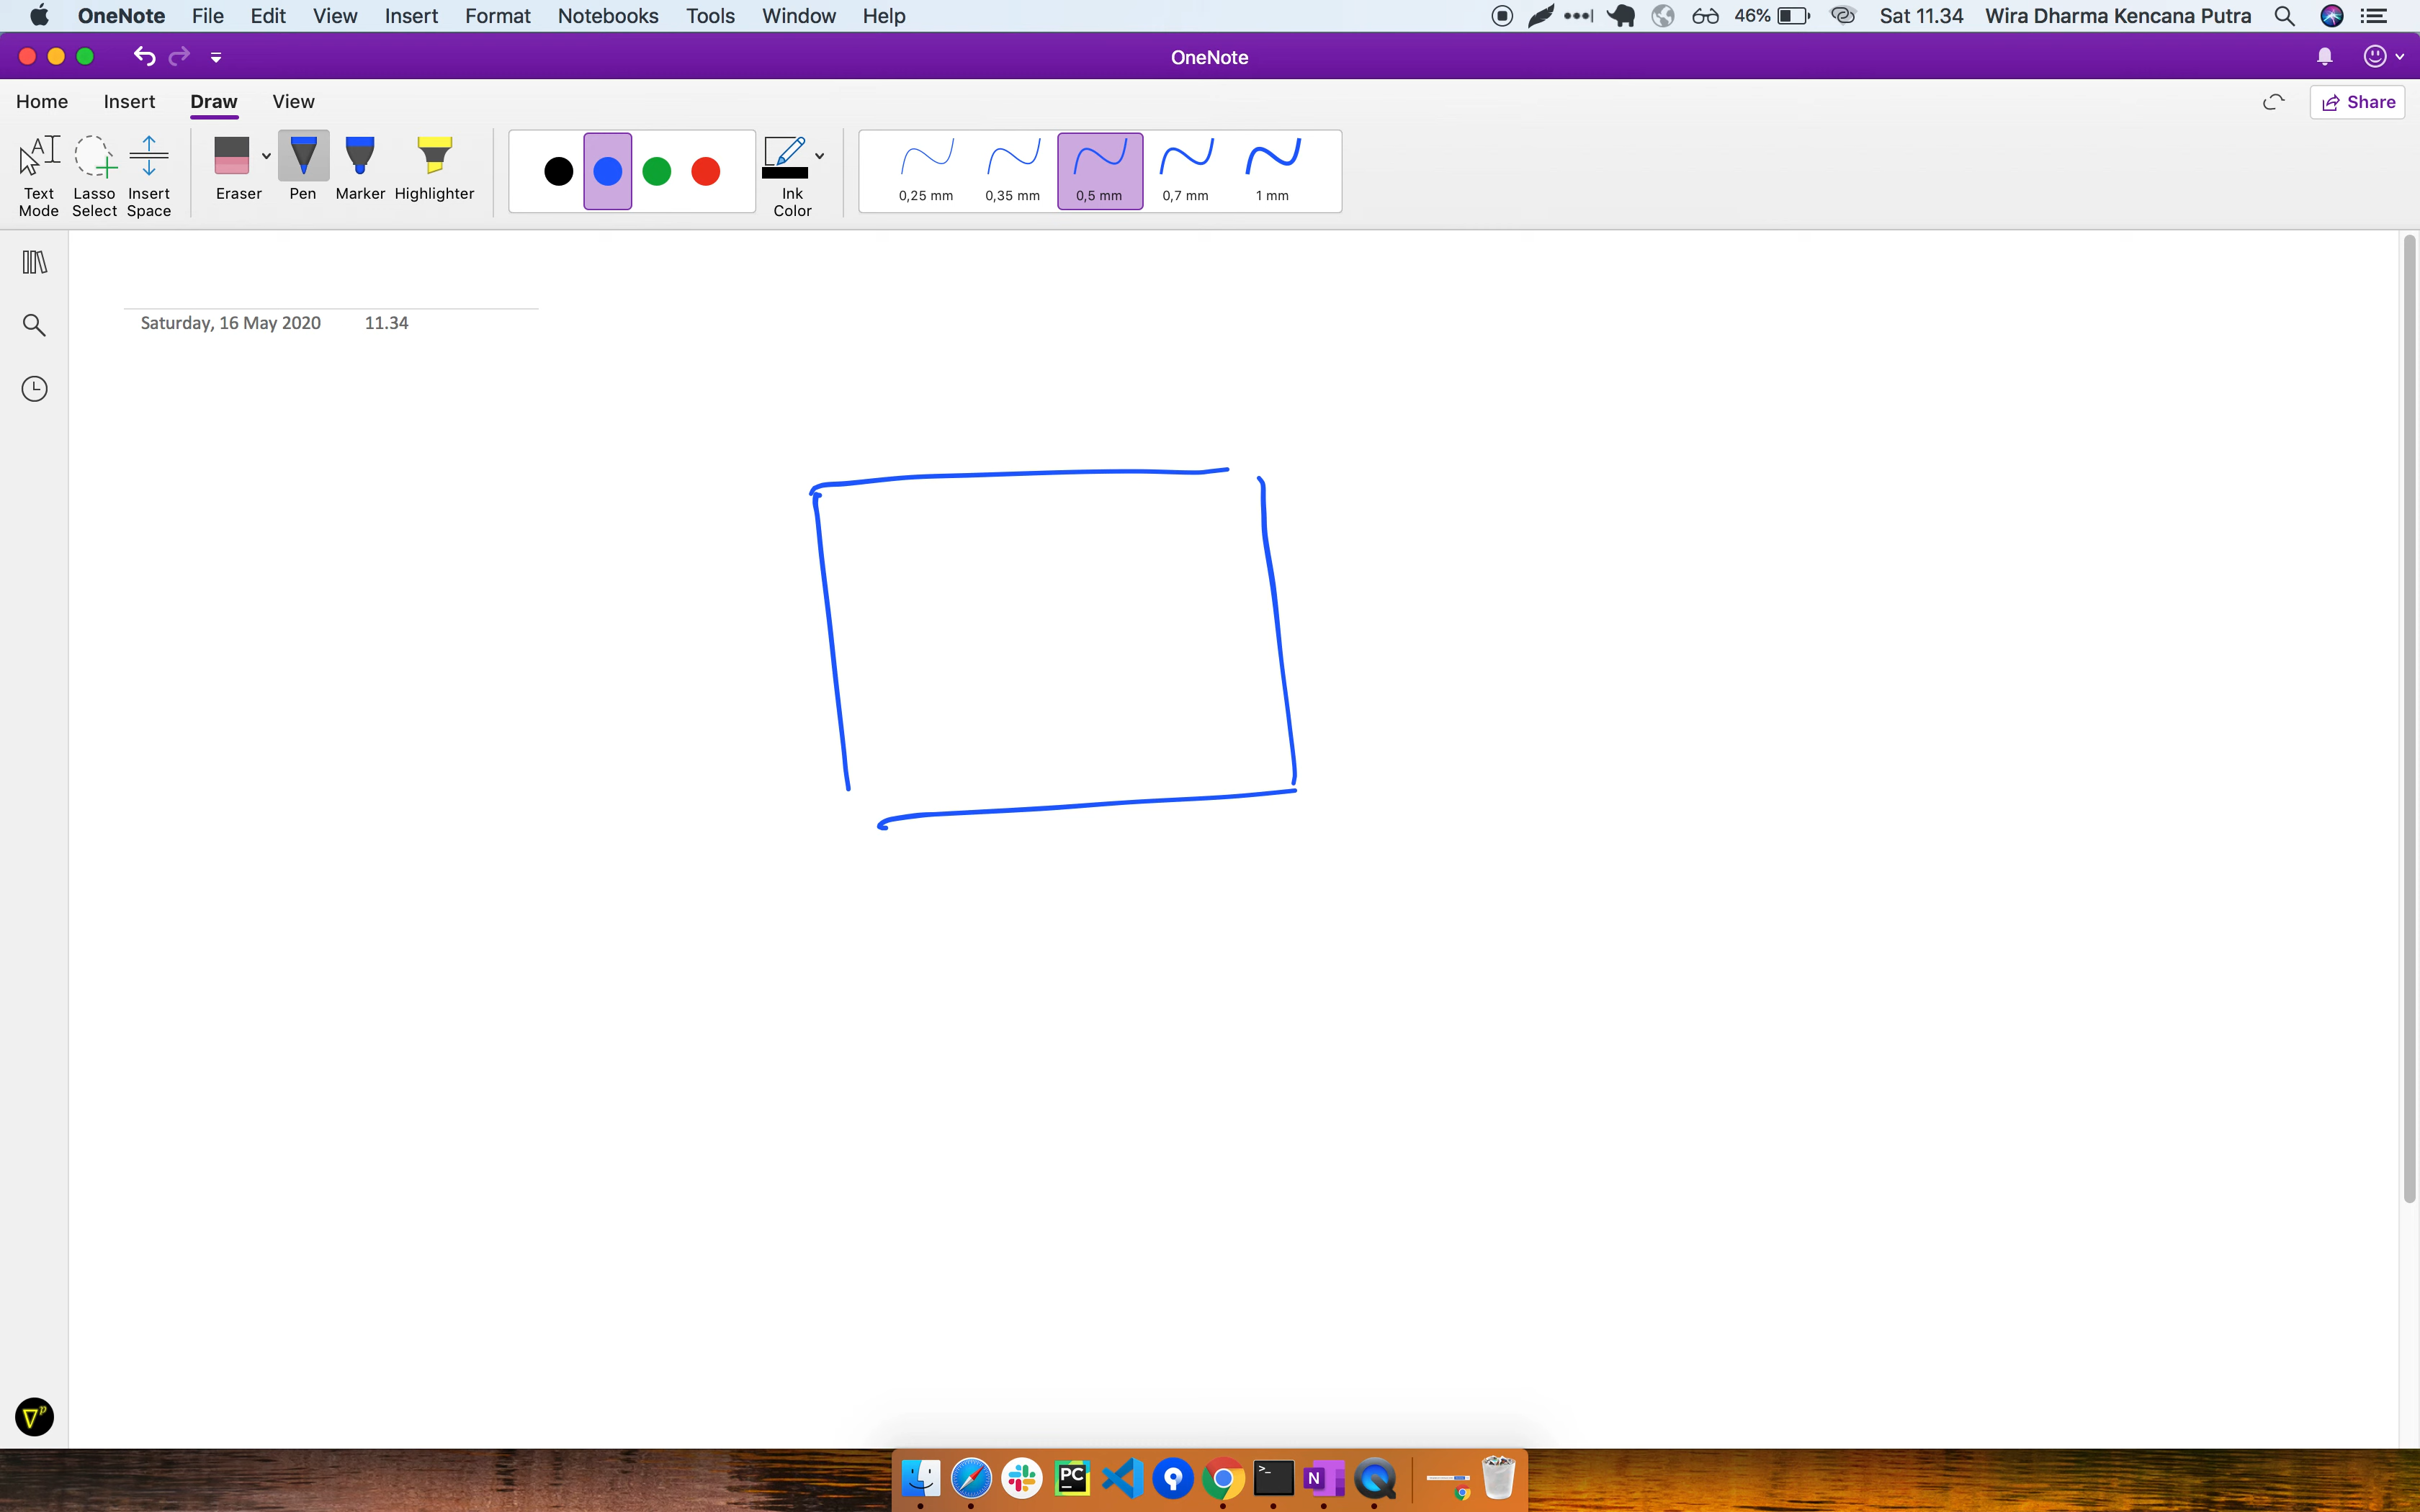 OneNote File Edit View Insert Format Notebooks Tools Window Help 46% Sat 11.34 Wira Dharma Kencana Putra
OneNote
Home Insert Draw View Share
Text Mode
Lasso Select
Insert Space
Eraser
Pen
Marker
Highlighter
Ink Color
0,25 mm
0,35 mm
0,5 mm
0,7 mm
1 mm
Saturday, 16 May 2020 11.34
∇p
PC
N